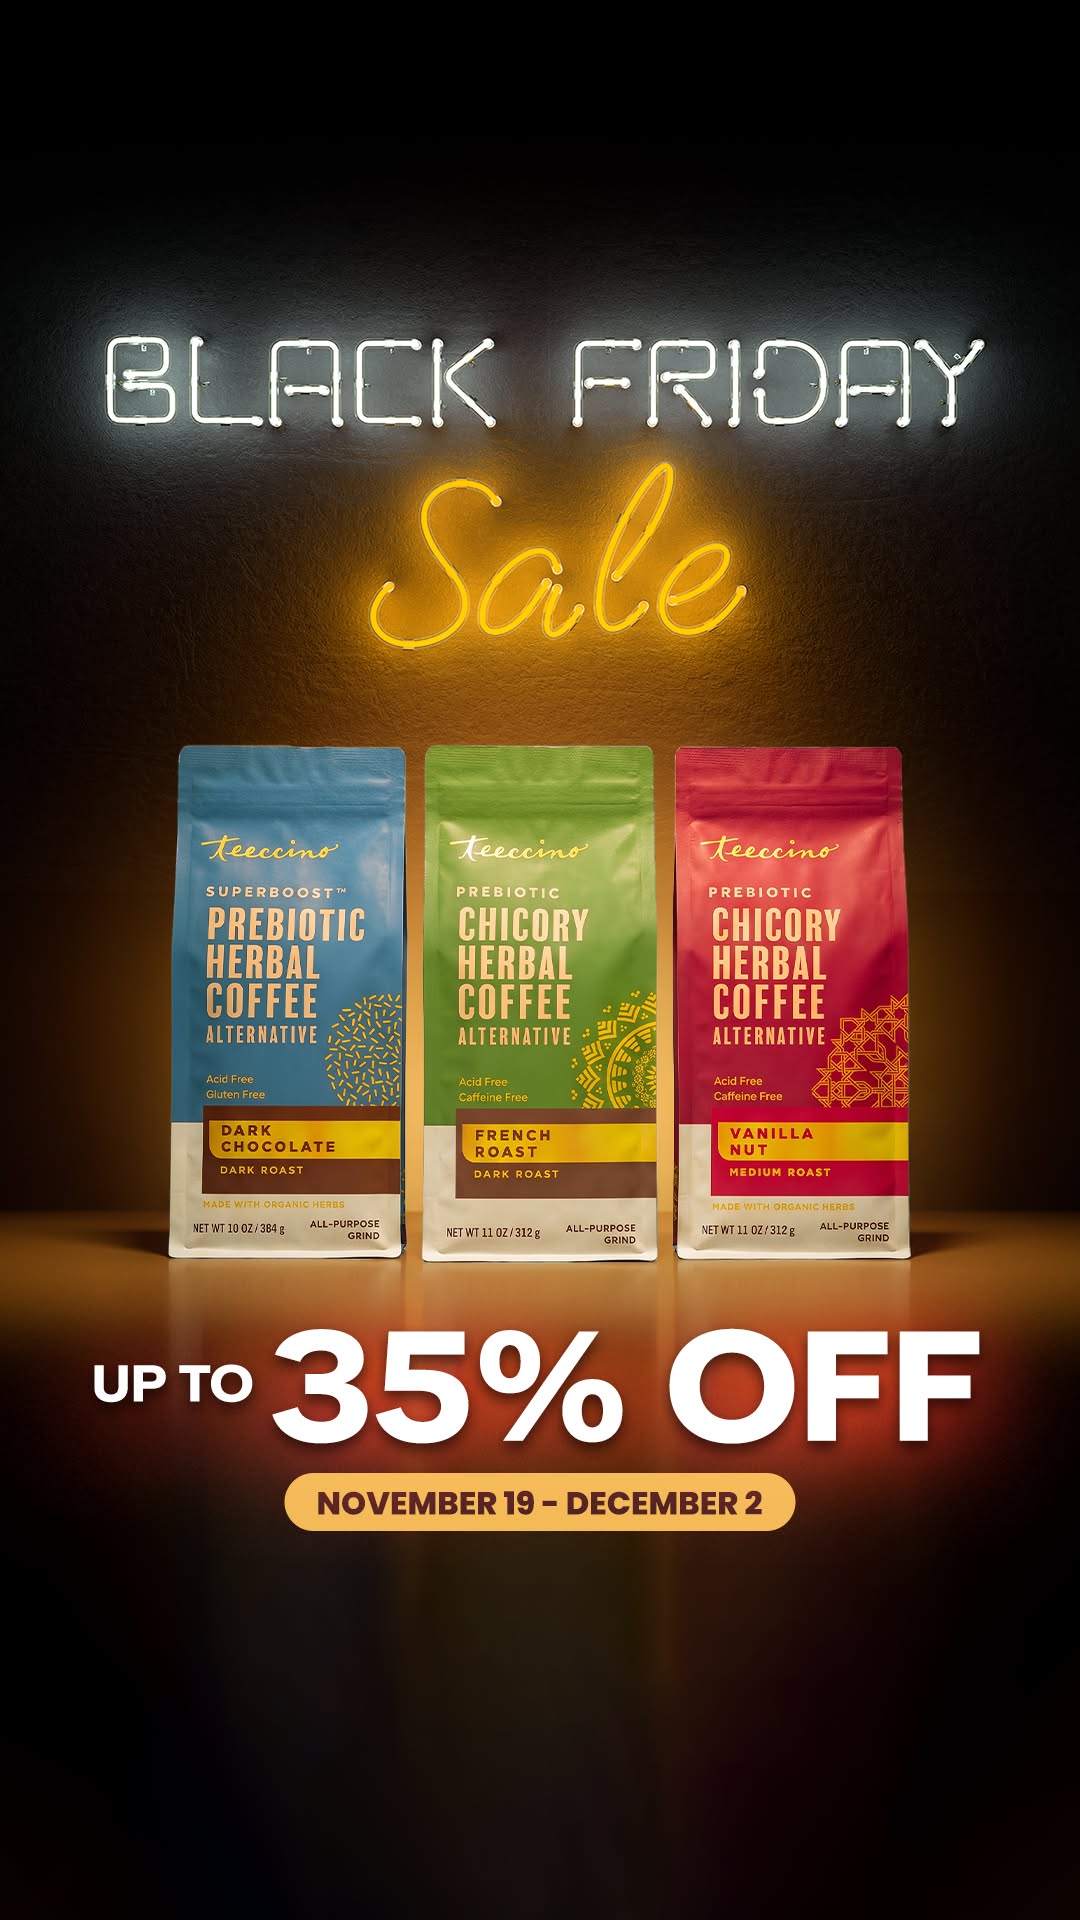 BLACK FRIDAY
Sale
teeccino
SUPERBOOST™
PREBIOTIC
HERBAL
COFFEE
ALTERNATIVE
Acid Free
Gluten Free
DARK
CHOCOLATE
DARK ROAST
MADE WITH ORGANIC HERBS
NET WT 10 OZ / 384 g
ALL-PURPOSE
GRIND
teeccino
PREBIOTIC
CHICORY
HERBAL
COFFEE
ALTERNATIVE
Acid Free
Caffeine Free
FRENCH
ROAST
DARK ROAST
NET WT 11 OZ / 312 g
ALL-PURPOSE
GRIND
teeccino
PREBIOTIC
CHICORY
HERBAL
COFFEE
ALTERNATIVE
Acid Free
Caffeine Free
VANILLA
NUT
MEDIUM ROAST
MADE WITH ORGANIC HERBS
NET WT 11 OZ / 312 g
ALL-PURPOSE
GRIND
UP TO 35% OFF
NOVEMBER 19 - DECEMBER 2